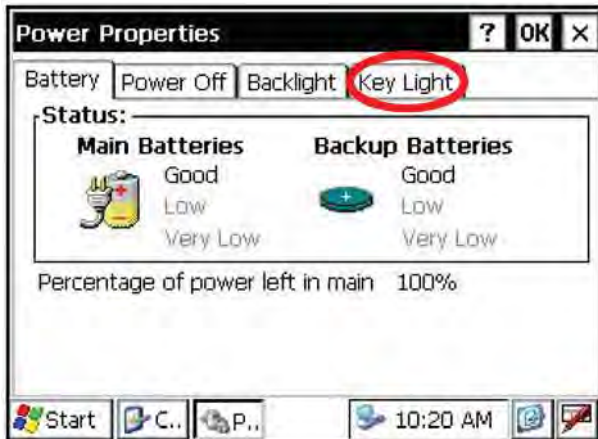 Power Properties ? OK ×
Battery Power Off Backlight Key Light
Status:
Main Batteries Backup Batteries
Good Good
Low Low
Very Low Very Low
Percentage of power left in main 100%
Start C.. P.. 10:20 AM